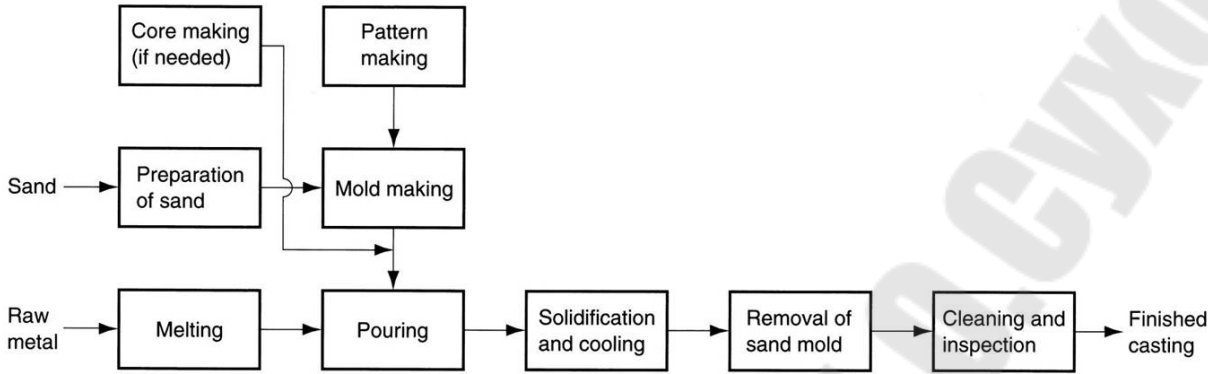 Core making
(if needed)
Pattern
making
Sand
Preparation
of sand
Mold making
Raw
metal
Melting
Pouring
Solidification
and cooling
Removal of
sand mold
Cleaning and
inspection
Finished
casting